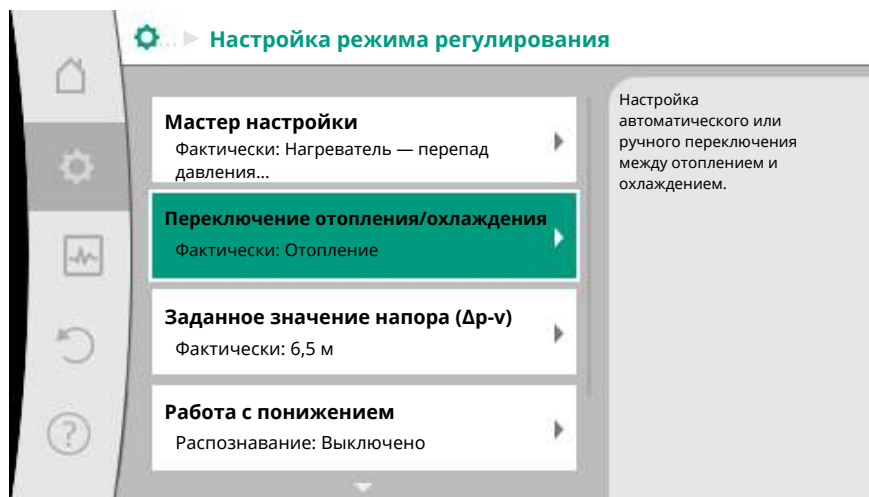 Настройка режима регулирования
Мастер настройки
Фактически: Нагреватель — перепад
давления...
Переключение отопления/охлаждения
Фактически: Отопление
Заданное значение напора (Δp-v)
Фактически: 6,5 м
Работа с понижением
Распознавание: Выключено
Настройка
автоматического или
ручного переключения
между отоплением и
охлаждением.